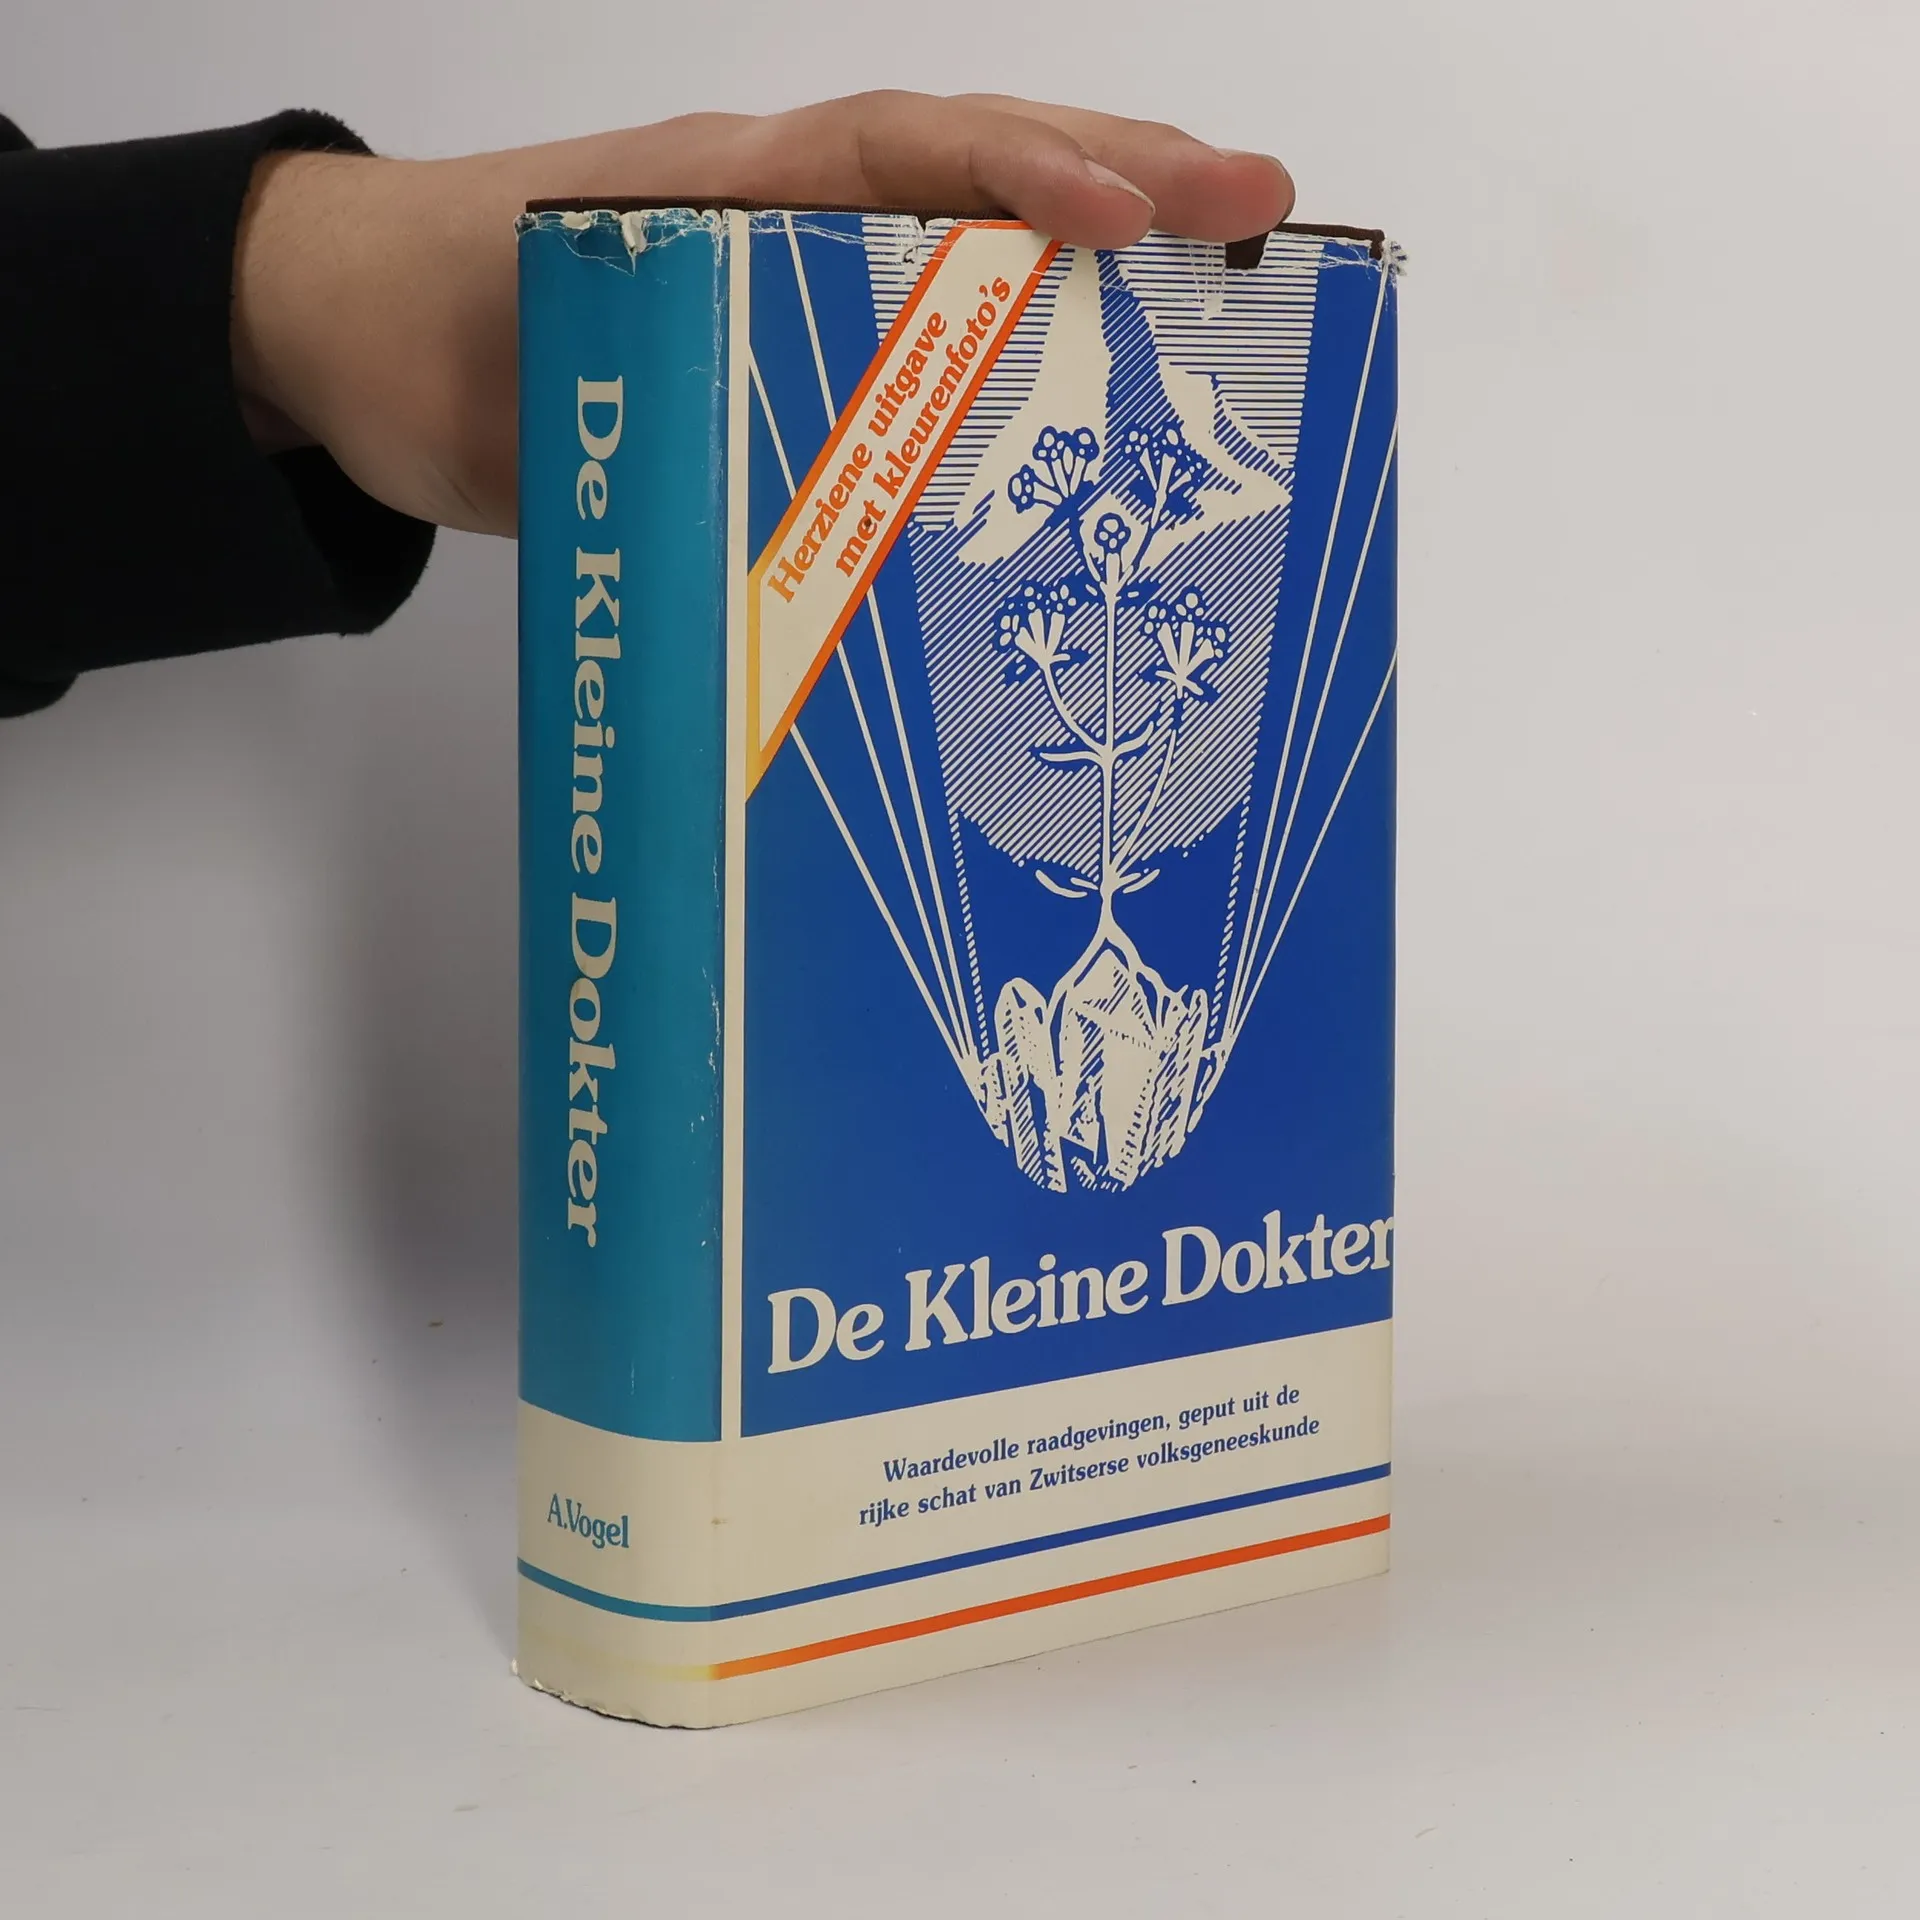 De Kleine Dokter
A.Vogel
Herziene uitgave
met kleurenfoto's
De Kleine Dokter
Waardevolle raadgevingen, geput uit de
rijke schat van Zwitserse volksgeneeskunde